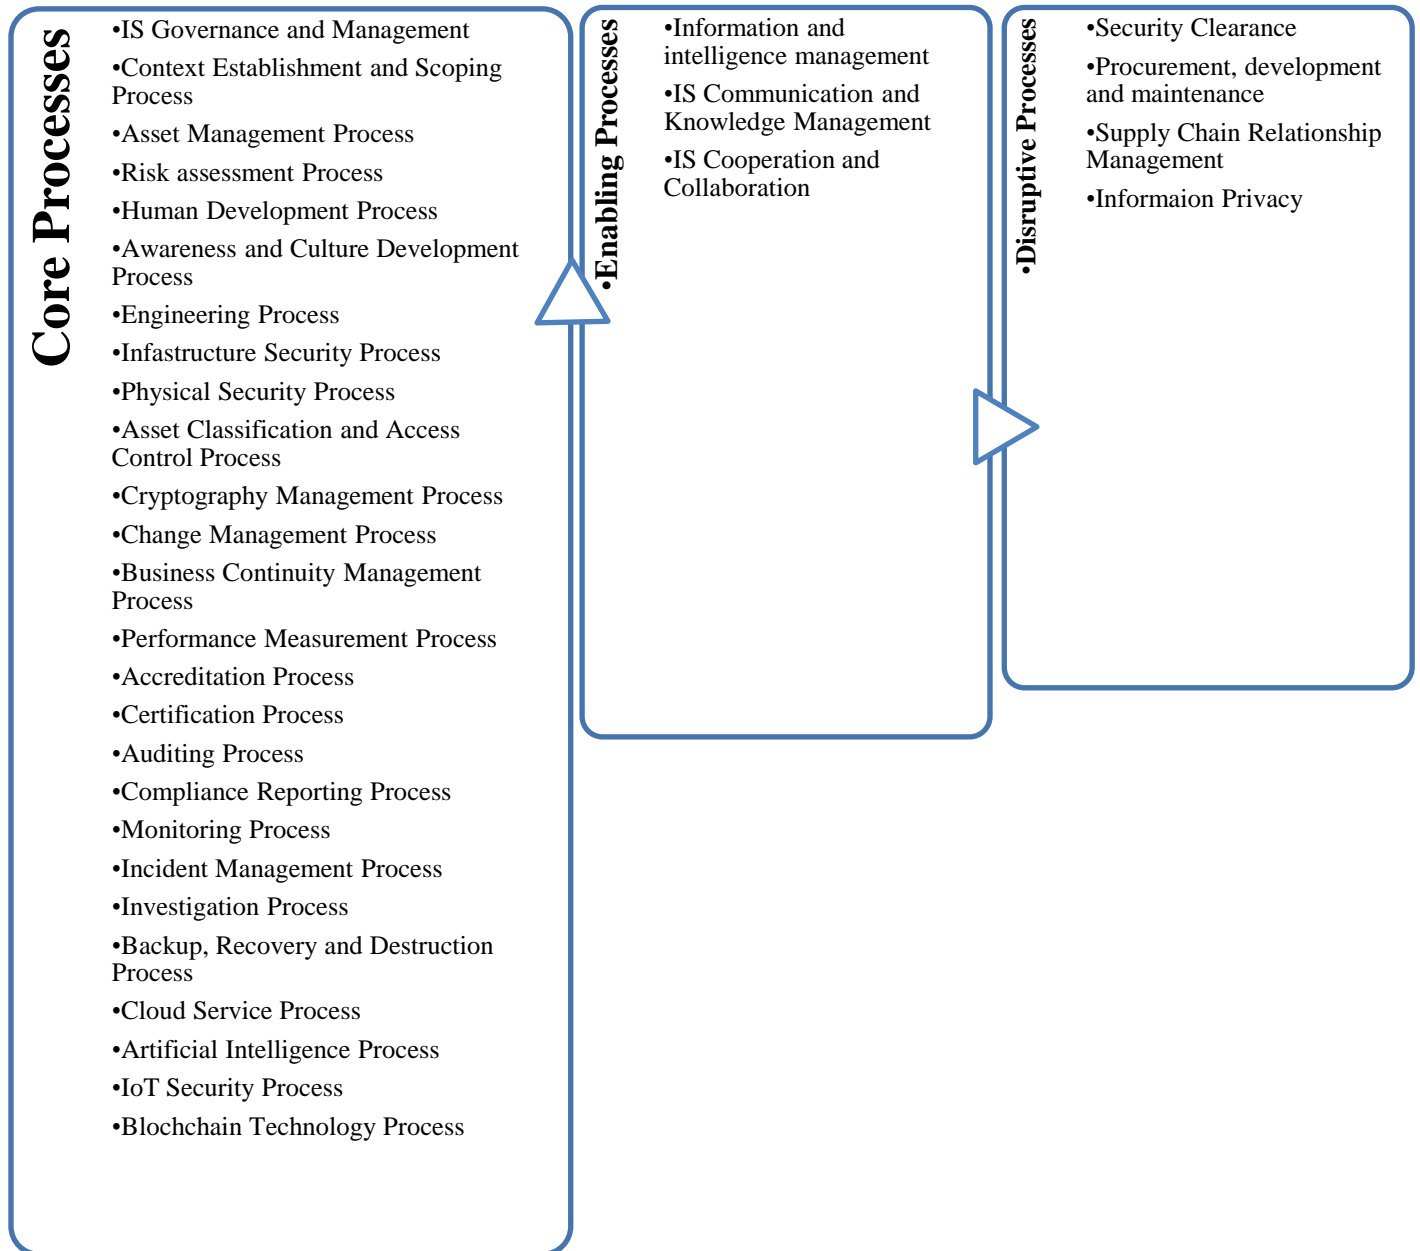 Core Processes
•IS Governance and Management
•Context Establishment and Scoping
Process
•Asset Management Process
•Risk assessment Process
•Human Development Process
•Awareness and Culture Development
Process
•Engineering Process
•Infastructure Security Process
•Physical Security Process
•Asset Classification and Access
Control Process
•Cryptography Management Process
•Change Management Process
•Business Continuity Management
Process
•Performance Measurement Process
•Accreditation Process
•Certification Process
•Auditing Process
•Compliance Reporting Process
•Monitoring Process
•Incident Management Process
•Investigation Process
•Backup, Recovery and Destruction
Process
•Cloud Service Process
•Artificial Intelligence Process
•IoT Security Process
•Blochchain Technology Process
•Enabling Processes
•Information and
intelligence management
•IS Communication and
Knowledge Management
•IS Cooperation and
Collaboration
•Disruptive Processes
•Security Clearance
•Procurement, development
and maintenance
•Supply Chain Relationship
Management
•Informaion Privacy